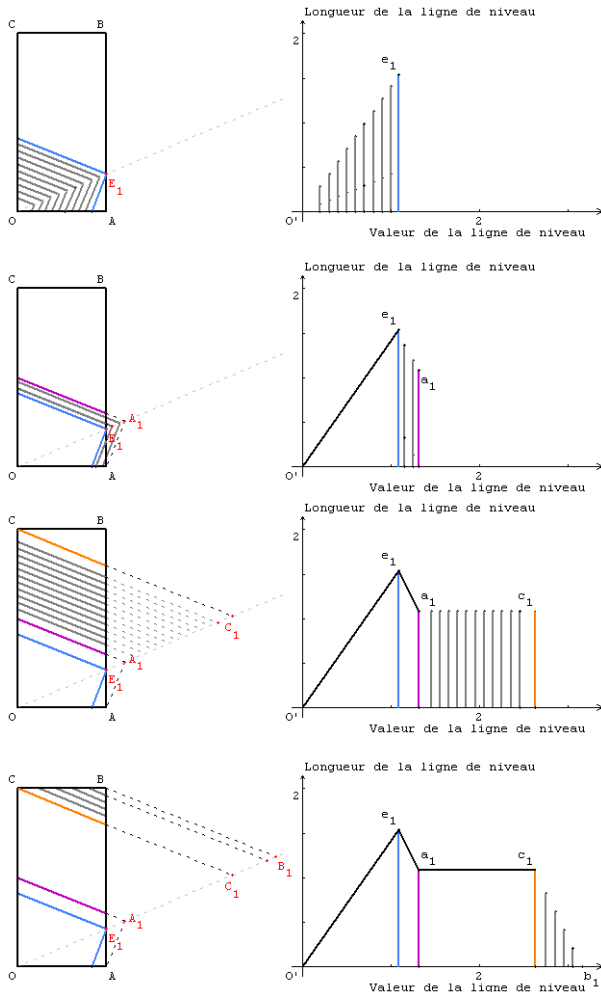 Longueur de la ligne de niveau
C B
2
e1
E1
O A
O' 2
Valeur de la ligne de niveau
Longueur de la ligne de niveau
C B
2
e1
A1
a1
E1
O A
O' 2
Valeur de la ligne de niveau
Longueur de la ligne de niveau
C B
2
e1
a1 c1
C1
A1
E1
O A
O' 2
Valeur de la ligne de niveau
Longueur de la ligne de niveau
C B
2
e1
a1 c1
B1
C1
A1
E1
O A
O' 2 b1
Valeur de la ligne de niveau